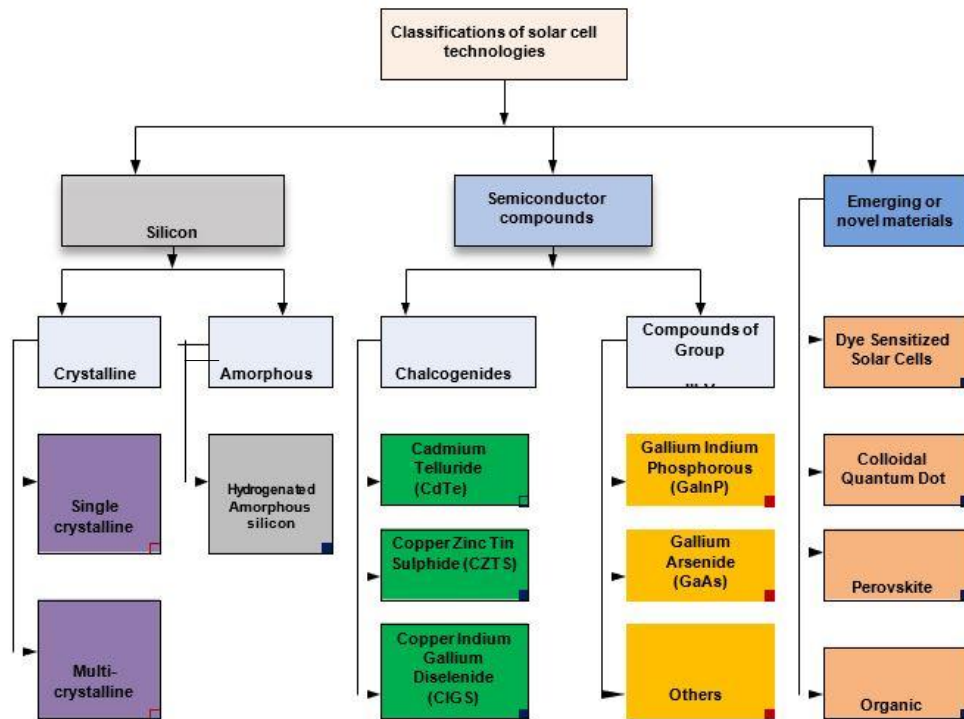 Classifications of solar cell
technologies
Silicon
Semiconductor
compounds
Emerging or
novel materials
Crystalline
Amorphous
Chalcogenides
Compounds of
Group
Dye Sensitized
Solar Cells
Single
crystalline
Hydrogenated
Amorphous
silicon
Cadmium
Telluride
(CdTe)
Gallium Indium
Phosphorous
(GaInP)
Colloidal
Quantum Dot
Copper Zinc Tin
Sulphide (CZTS)
Gallium
Arsenide
(GaAs)
Perovskite
Multi-
crystalline
Copper Indium
Gallium
Diselenide
(CIGS)
Others
Organic